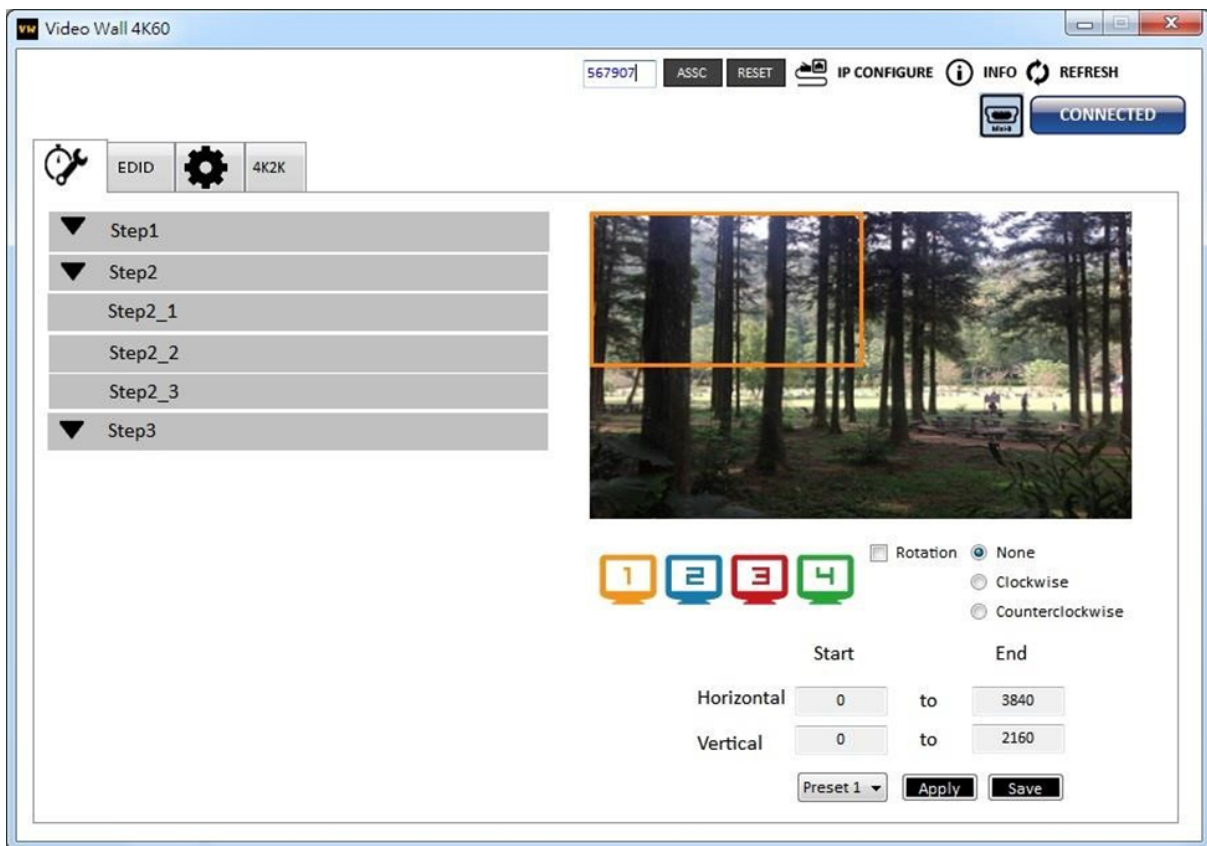 VW Video Wall 4K60
567907 ASSC RESET IP CONFIGURE INFO REFRESH
CONNECTED
EDID 4K2K
Step1
Step2
Step2_1
Step2_2
Step2_3
Step3
1 2 3 4
Rotation None
Clockwise
Counterclockwise
Start End
Horizontal 0 to 3840
Vertical 0 to 2160
Preset 1 Apply Save